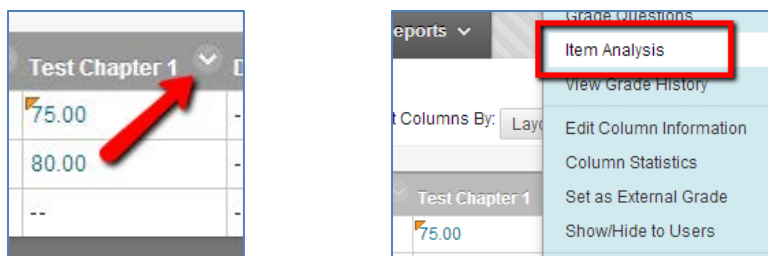 Test Chapter 1
75.00
80.00
--
Grade Questions
eports
Item Analysis
View Grade History
t Columns By: Layo
Edit Column Information
Column Statistics
Test Chapter 1
Set as External Grade
75.00
Show/Hide to Users